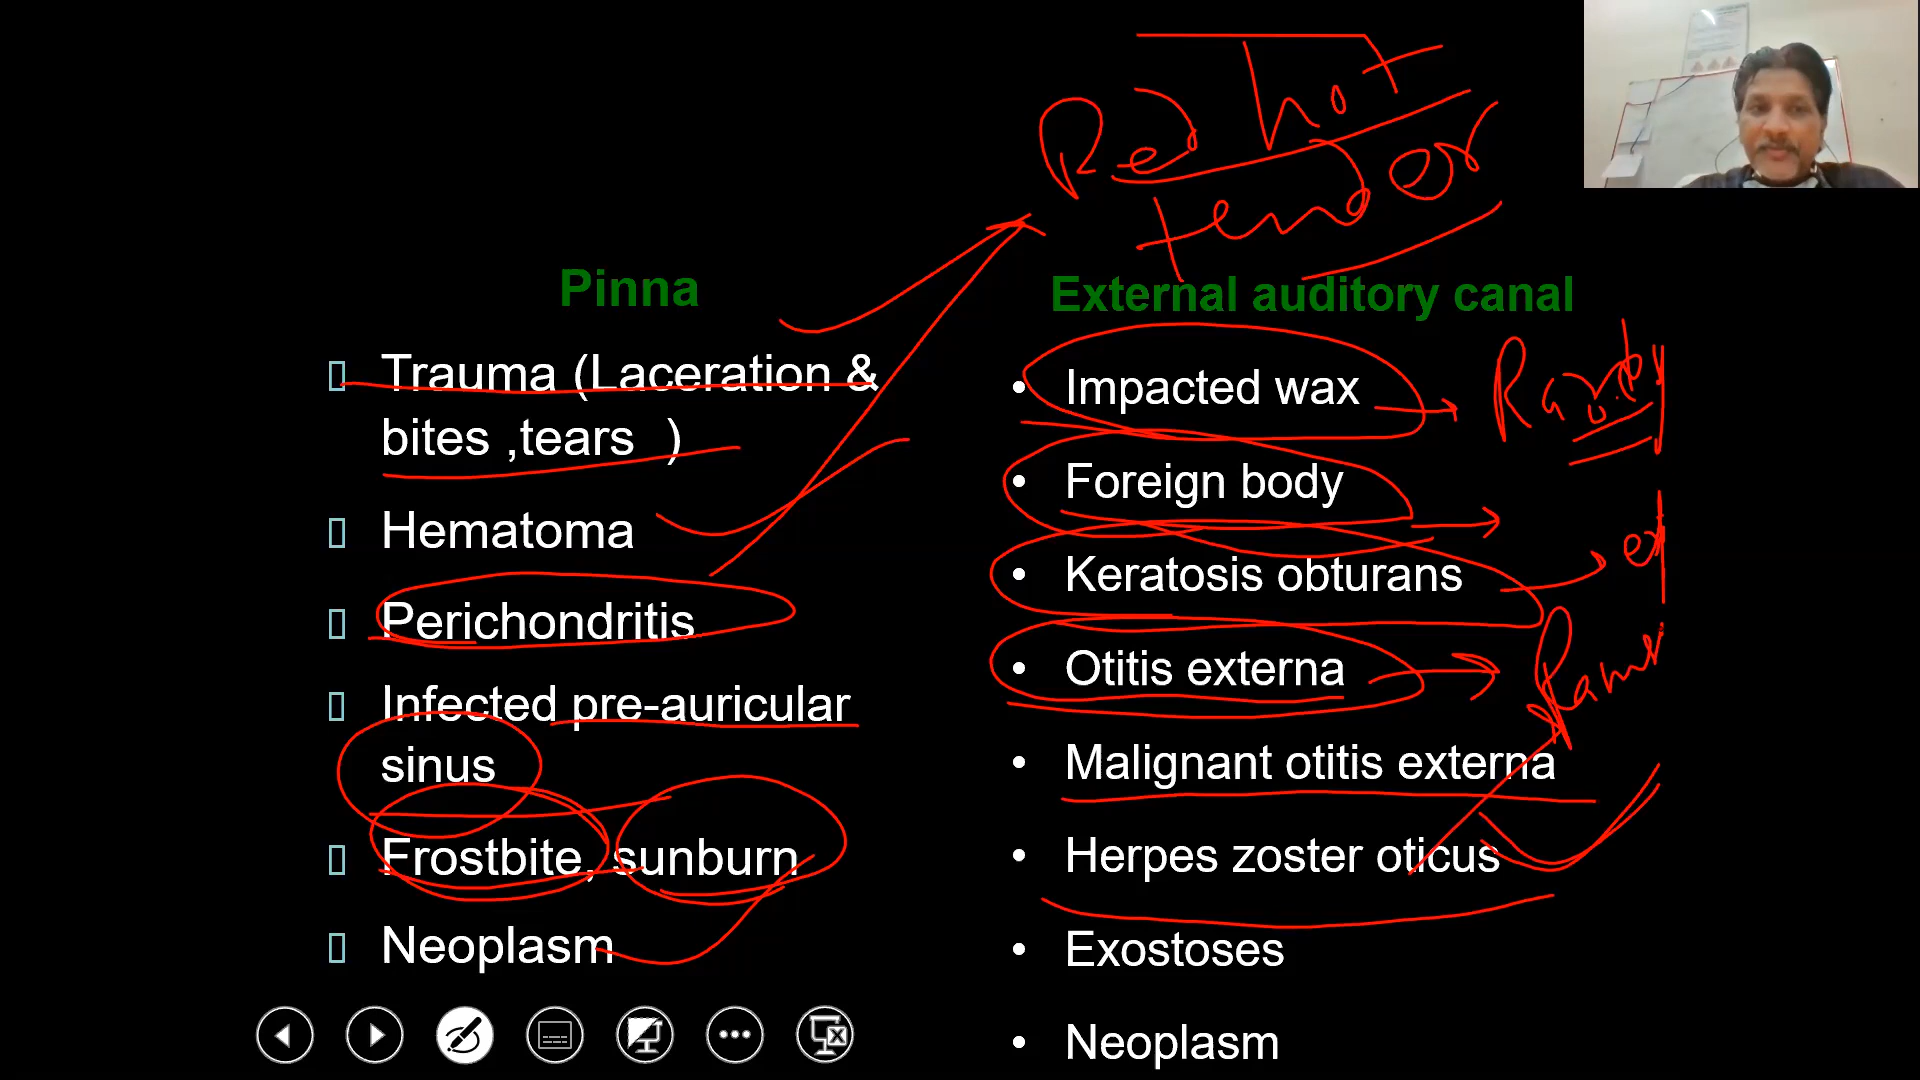 Red hot
tender
Pinna
Trauma (Laceration &
bites ,tears )
Hematoma
Perichondritis
Infected pre-auricular
sinus
Frostbite, sunburn
Neoplasm
External auditory canal
• Impacted wax
• Foreign body
• Keratosis obturans
• Otitis externa
• Malignant otitis externa
• Herpes zoster oticus
• Exostoses
• Neoplasm